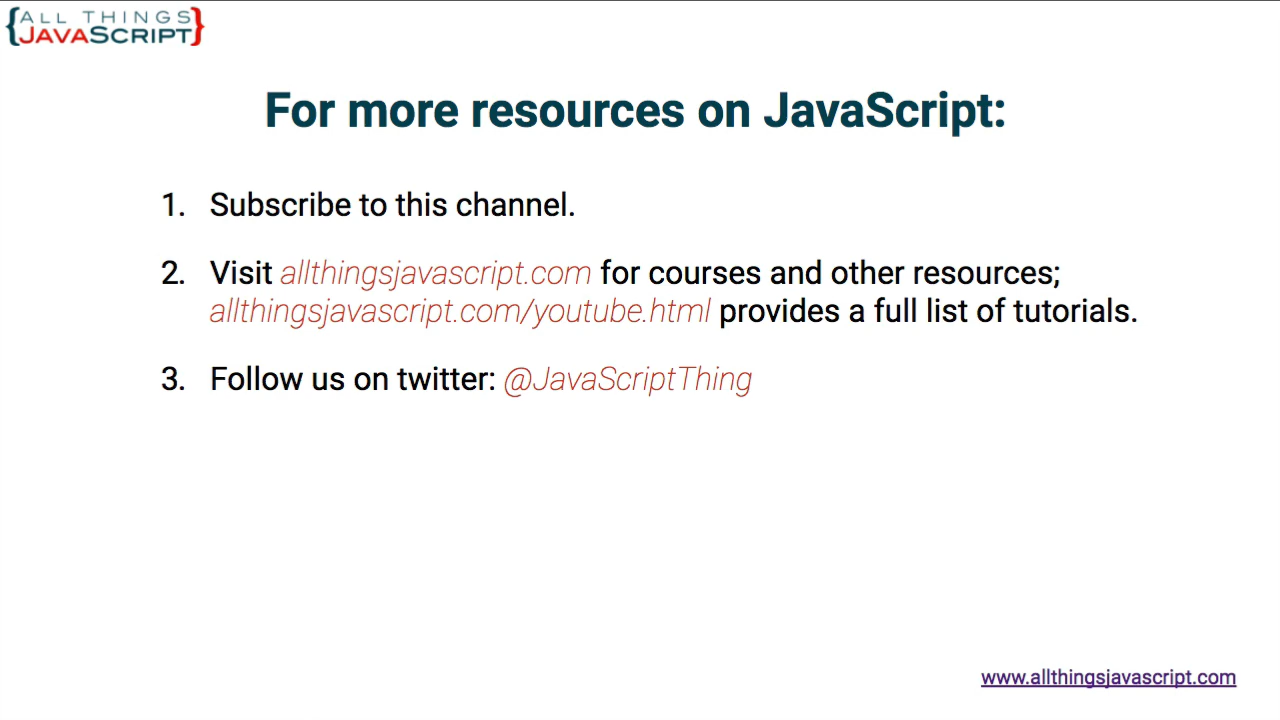 {ALL THINGS
JAVASCRIPT}
For more resources on JavaScript:
1. Subscribe to this channel.
2. Visit allthingsjavascript.com for courses and other resources;
allthingsjavascript.com/youtube.html provides a full list of tutorials.
3. Follow us on twitter: @JavaScriptThing
www.allthingsjavascript.com